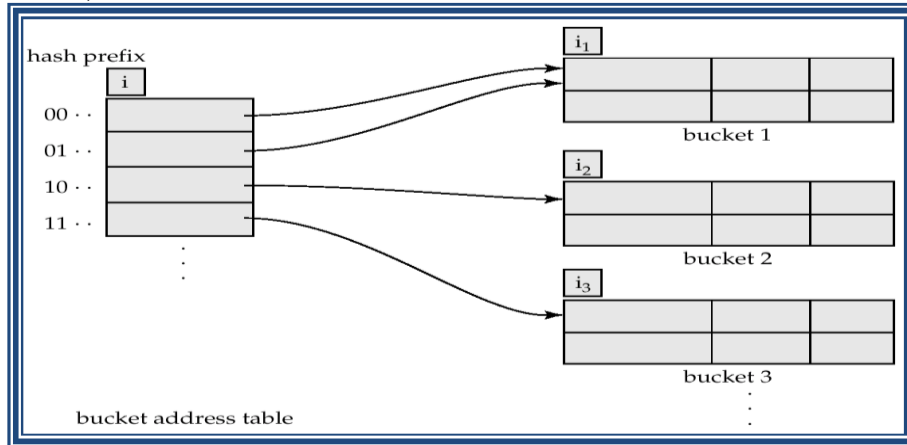 hash prefix
i
00 · ·
01 · ·
10 · ·
11 · ·
bucket address table
i₁
bucket 1
i₂
bucket 2
i₃
bucket 3